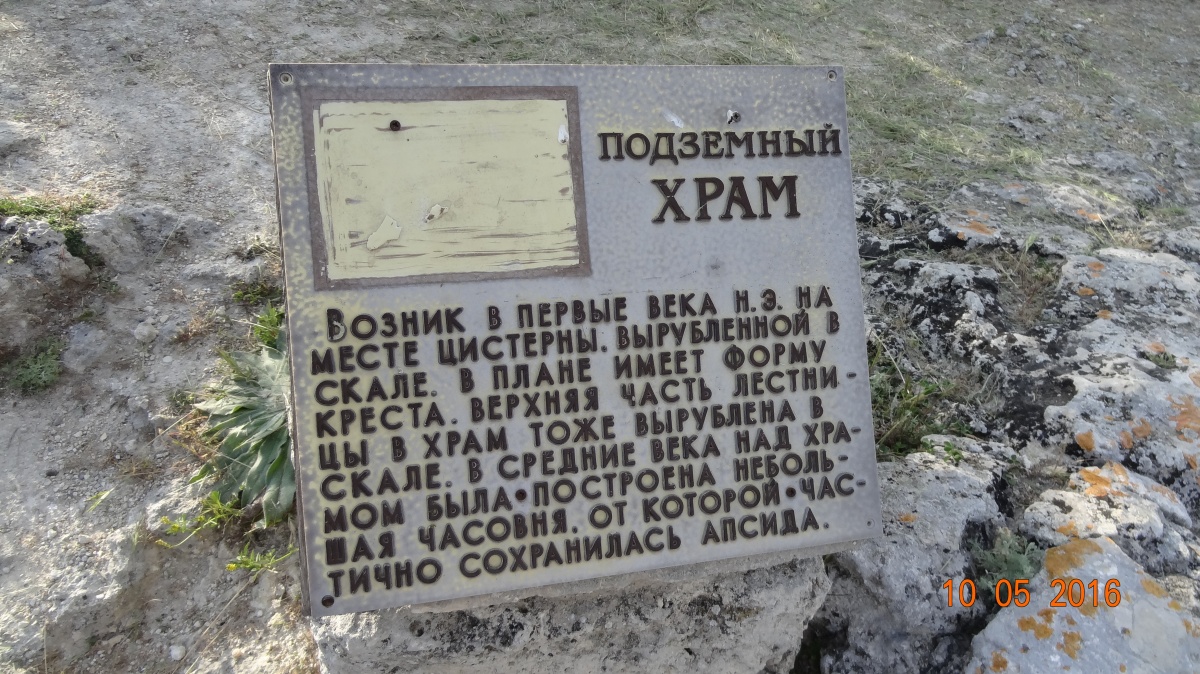 ПОДЗЕМНЫЙ
ХРАМ
ВОЗНИК В ПЕРВЫЕ ВЕКА Н.Э. НА
МЕСТЕ ЦИСТЕРНЫ, ВЫРУБЛЕННОЙ В
СКАЛЕ. В ПЛАНЕ ИМЕЕТ ФОРМУ
КРЕСТА. ВЕРХНЯЯ ЧАСТЬ ЛЕСТНИ-
ЦЫ В ХРАМ ТОЖЕ ВЫРУБЛЕНА В
СКАЛЕ. В СРЕДНИЕ ВЕКА НАД ХРА-
МОМ БЫЛА ПОСТРОЕНА НЕБОЛЬ-
ШАЯ ЧАСОВНЯ, ОТ КОТОРОЙ ЧАС-
ТИЧНО СОХРАНИЛАСЬ АПСИДА.
10 05 2016